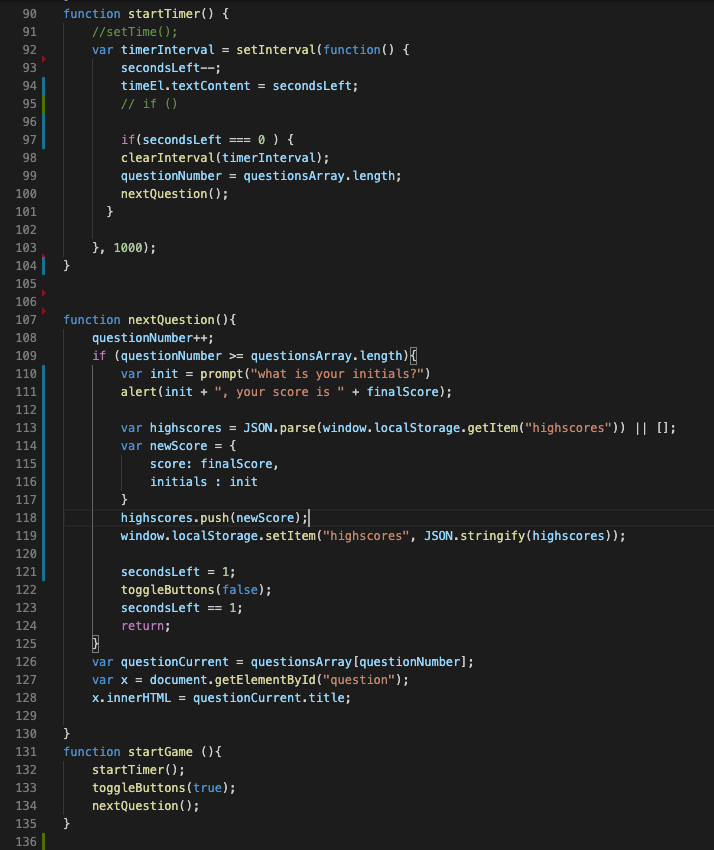 90 function startTimer() {
91 //setTime();
92 var timerInterval = setInterval(function() {
93 secondsLeft--;
94 timeEl.textContent = secondsLeft;
95 // if ()
96
97 if(secondsLeft === 0 ) {
98 clearInterval(timerInterval);
99 questionNumber = questionsArray.length;
100 nextQuestion();
101 }
102
103 }, 1000);
104 }
105
106
107 function nextQuestion(){
108 questionNumber++;
109 if (questionNumber >= questionsArray.length){
110 var init = prompt("what is your initials?")
111 alert(init + ", your score is " + finalScore);
112
113 var highscores = JSON.parse(window.localStorage.getItem("highscores")) || [];
114 var newScore = {
115 score: finalScore,
116 initials : init
117 }
118 highscores.push(newScore);
119 window.localStorage.setItem("highscores", JSON.stringify(highscores));
120
121 secondsLeft = 1;
122 toggleButtons(false);
123 secondsLeft == 1;
124 return;
125 }
126 var questionCurrent = questionsArray[questionNumber];
127 var x = document.getElementById("question");
128 x.innerHTML = questionCurrent.title;
129
130 }
131 function startGame (){
132 startTimer();
133 toggleButtons(true);
134 nextQuestion();
135 }
136